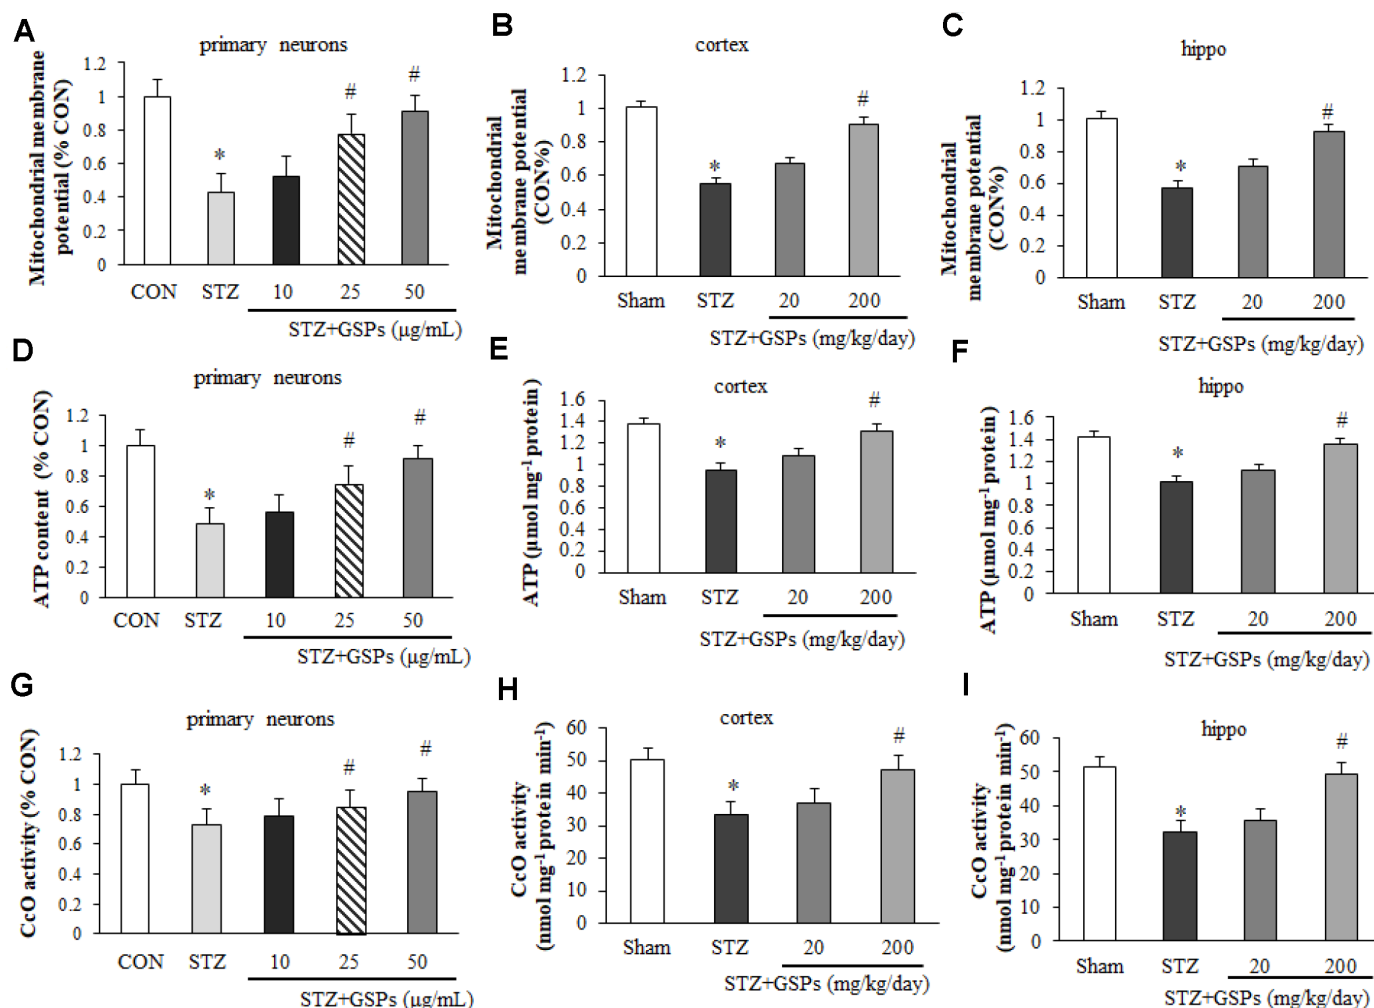 A
primary neurons
Mitochondrial membrane
potential (% CON)
1.2
1
0.8
0.6
0.4
0.2
0
*
#
#
CON STZ 10 25 50
STZ+GSPs (μg/mL)
B
cortex
Mitochondrial
membrane potential
(CON%)
1.2
1
0.8
0.6
0.4
0.2
0
*
#
Sham STZ 20 200
STZ+GSPs (mg/kg/day)
C
hippo
Mitochondrial
membrane potential
(CON%)
1.2
1
0.8
0.6
0.4
0.2
0
*
#
Sham STZ 20 200
STZ+GSPs (mg/kg/day)
D
primary neurons
ATP content (% CON)
1.2
1
0.8
0.6
0.4
0.2
0
*
#
#
CON STZ 10 25 50
STZ+GSPs (μg/mL)
E
cortex
ATP (μmol mg⁻¹ protein)
1.6
1.4
1.2
1
0.8
0.6
0.4
0.2
0
*
#
Sham STZ 20 200
STZ+GSPs (mg/kg/day)
F
hippo
ATP (μmol mg⁻¹ protein)
1.6
1.4
1.2
1
0.8
0.6
0.4
0.2
0
*
#
Sham STZ 20 200
STZ+GSPs (mg/kg/day)
G
primary neurons
CcO activity (% CON)
1.2
1
0.8
0.6
0.4
0.2
0
*
#
#
CON STZ 10 25 50
STZ+GSPs (μg/mL)
H
cortex
CcO activity
(nmol mg⁻¹ protein min⁻¹)
60
50
40
30
20
10
0
*
#
Sham STZ 20 200
STZ+GSPs (mg/kg/day)
I
hippo
CcO activity
(nmol mg⁻¹ protein min⁻¹)
60
50
40
30
20
10
0
*
#
Sham STZ 20 200
STZ+GSPs (mg/kg/day)